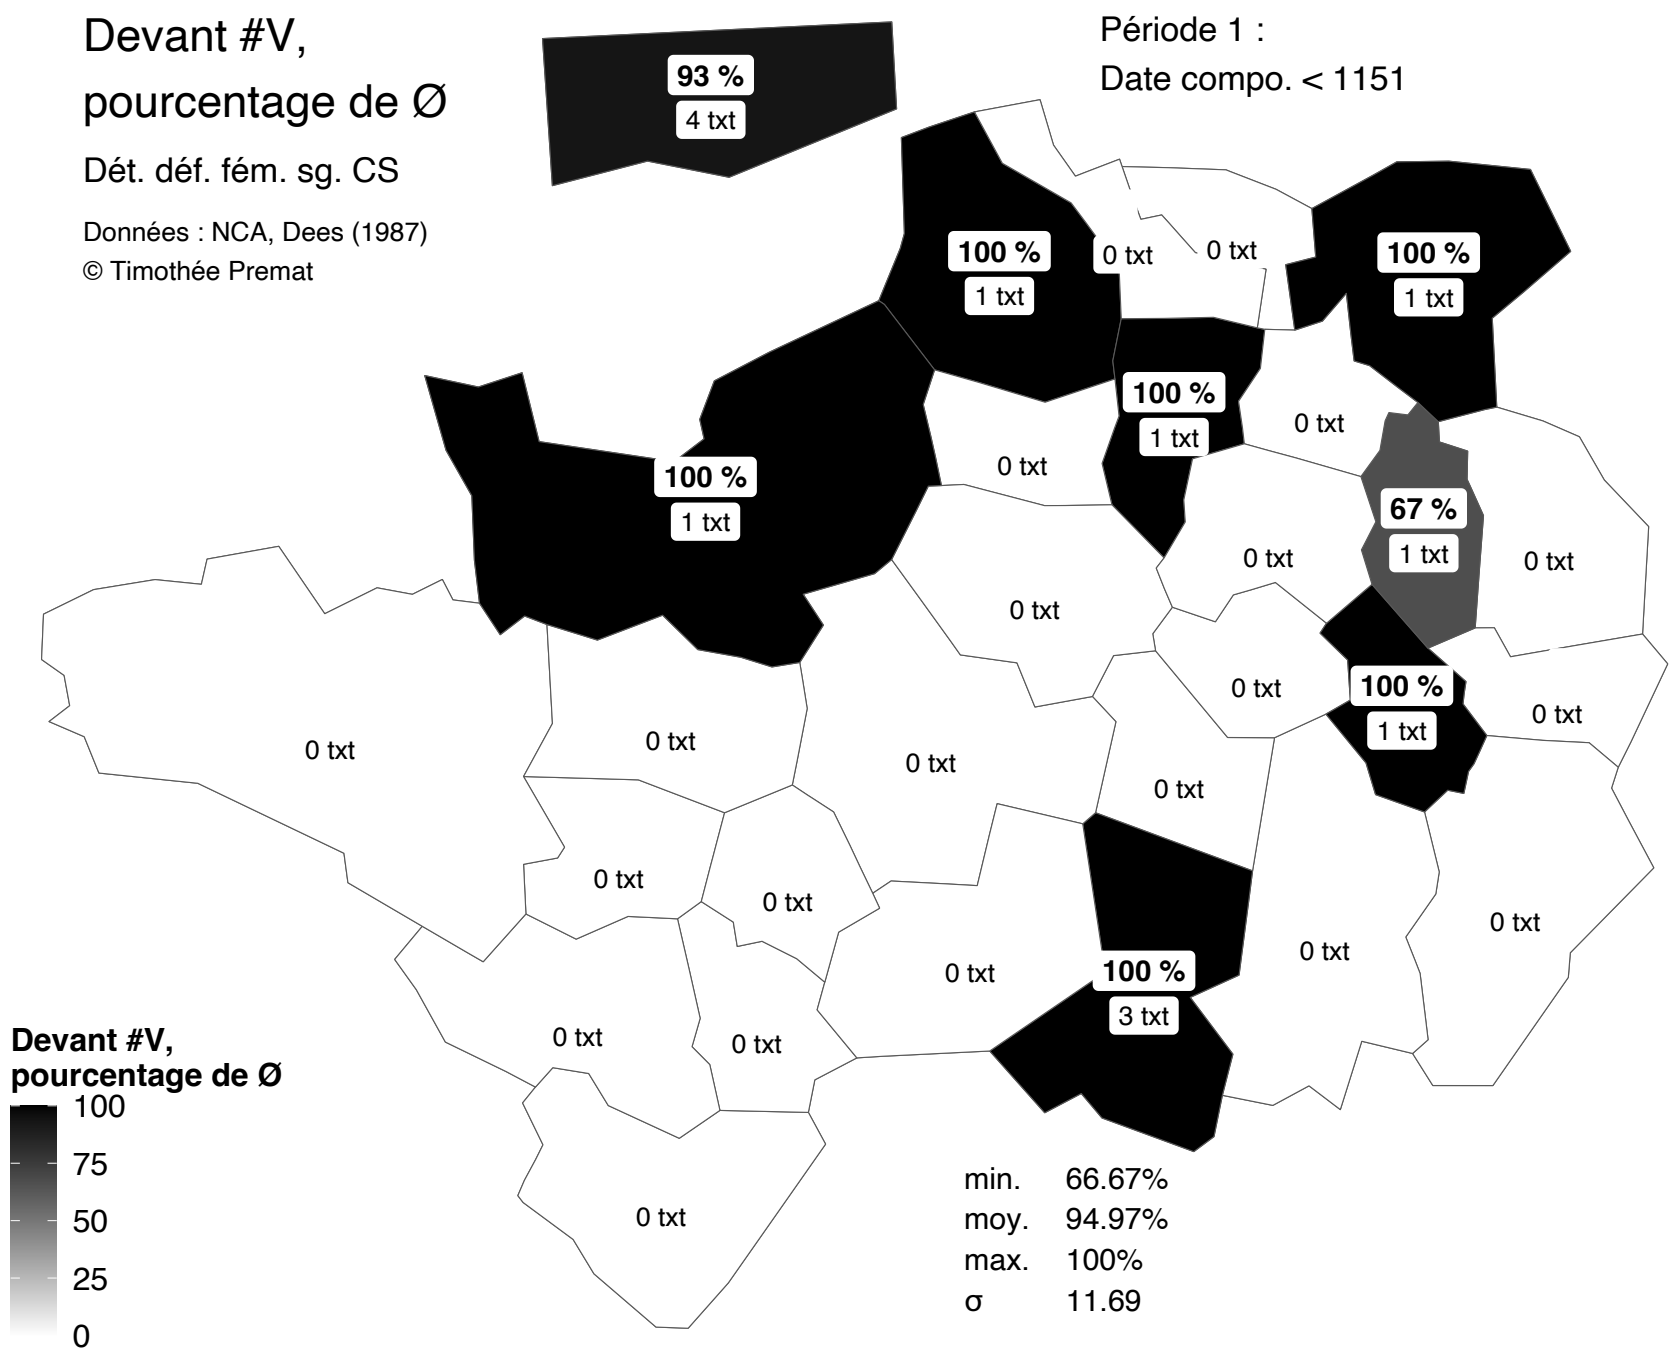 Devant #V,
pourcentage de Ø
Dét. déf. fém. sg. CS
Données : NCA, Dees (1987)
© Timothée Premat
Période 1 :
Date compo. < 1151
93 %
4 txt
100 %
1 txt
0 txt
0 txt
100 %
1 txt
100 %
1 txt
0 txt
0 txt
100 %
1 txt
67 %
1 txt
0 txt
0 txt
0 txt
100 %
1 txt
0 txt
0 txt
0 txt
0 txt
0 txt
0 txt
0 txt
0 txt
0 txt
0 txt
0 txt
100 %
3 txt
0 txt
0 txt
0 txt
0 txt
Devant #V,
pourcentage de Ø
100
75
50
25
0
min. 66.67%
moy. 94.97%
max. 100%
σ 11.69